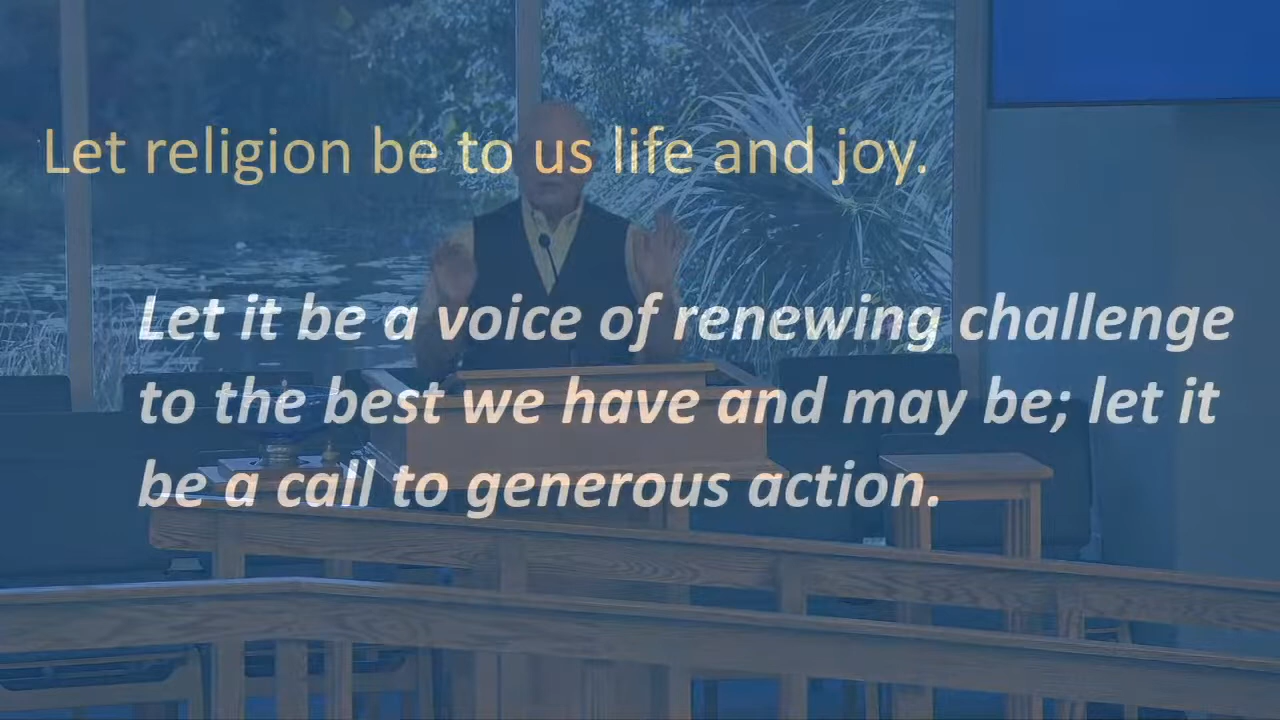 Let religion be to us life and joy.
Let it be a voice of renewing challenge
to the best we have and may be; let it
be a call to generous action.